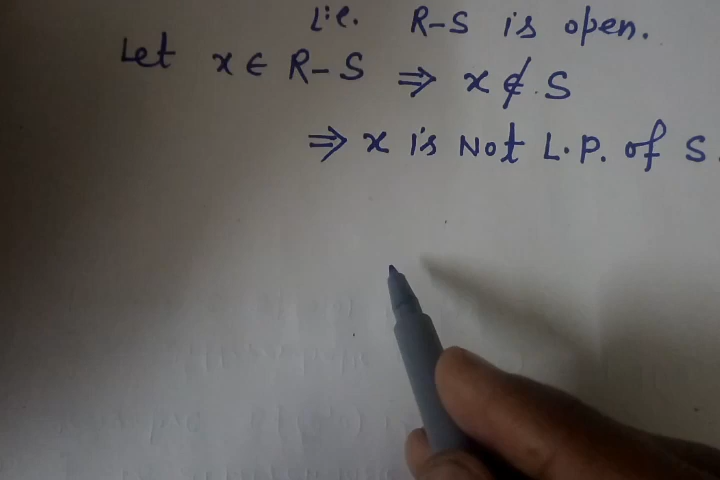 i.e. R-S is open.
Let x ∈ R-S ⇒ x ∉ S
⇒ x is Not L.P. of S.